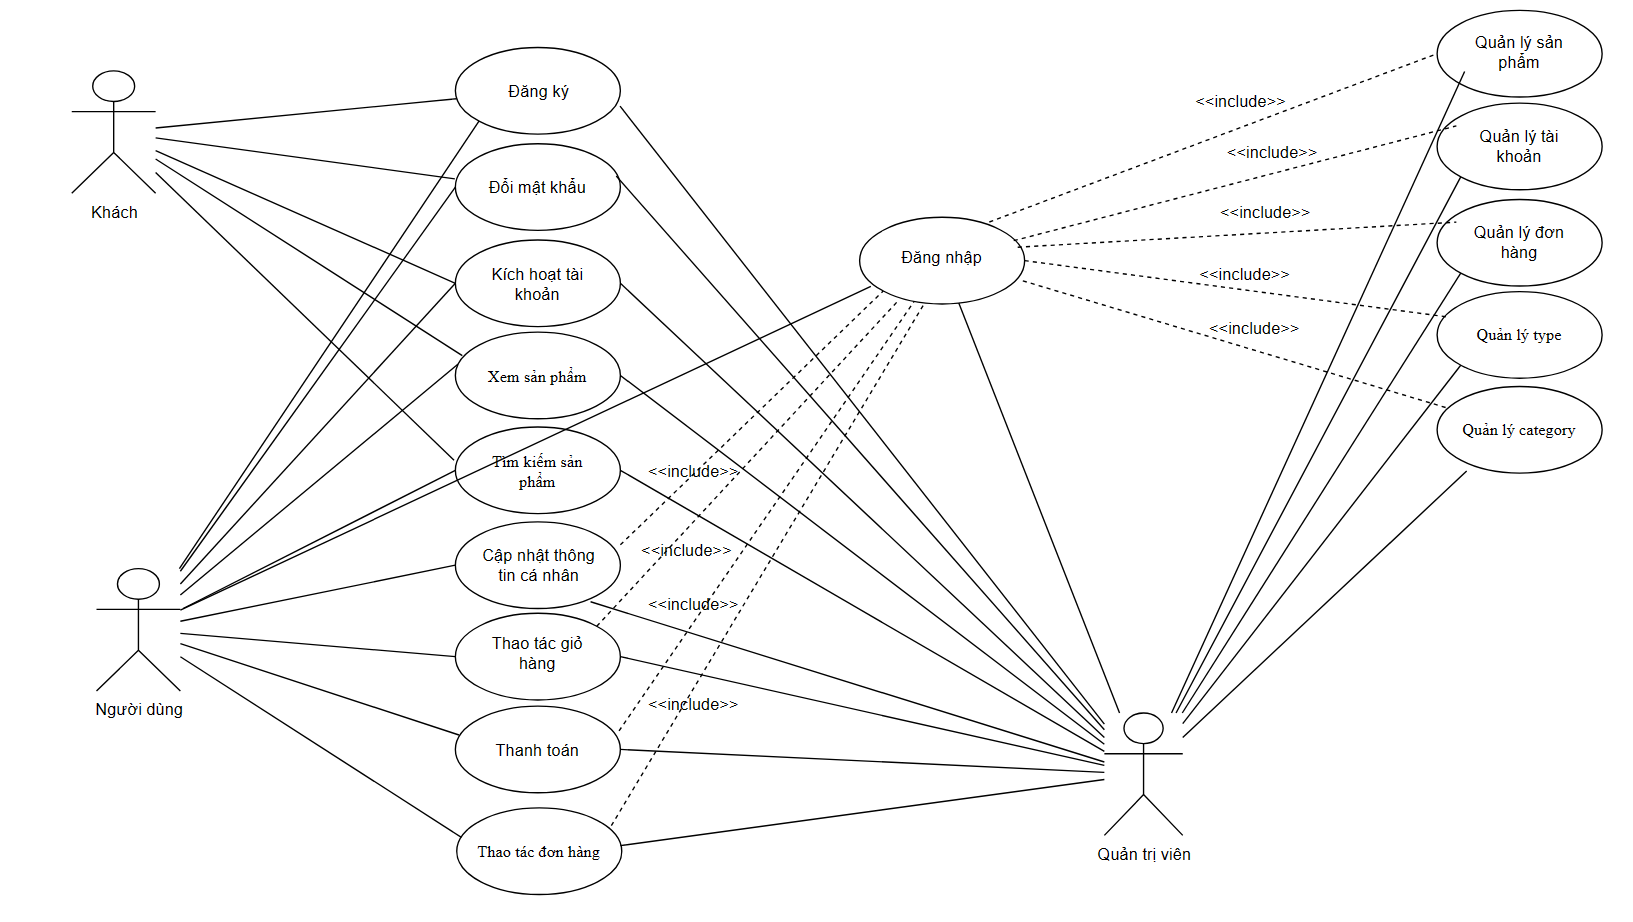 Khách
Người dùng
Đăng ký
Đổi mật khẩu
Kích hoạt tài
khoản
Xem sản phẩm
Tìm kiếm sản
phẩm
Cập nhật thông
tin cá nhân
Thao tác giỏ
hàng
Thanh toán
Thao tác đơn hàng
<<include>>
<<include>>
<<include>>
<<include>>
Đăng nhập
<<include>>
<<include>>
<<include>>
<<include>>
<<include>>
Quản trị viên
Quản lý sản
phẩm
Quản lý tài
khoản
Quản lý đơn
hàng
Quản lý type
Quản lý category